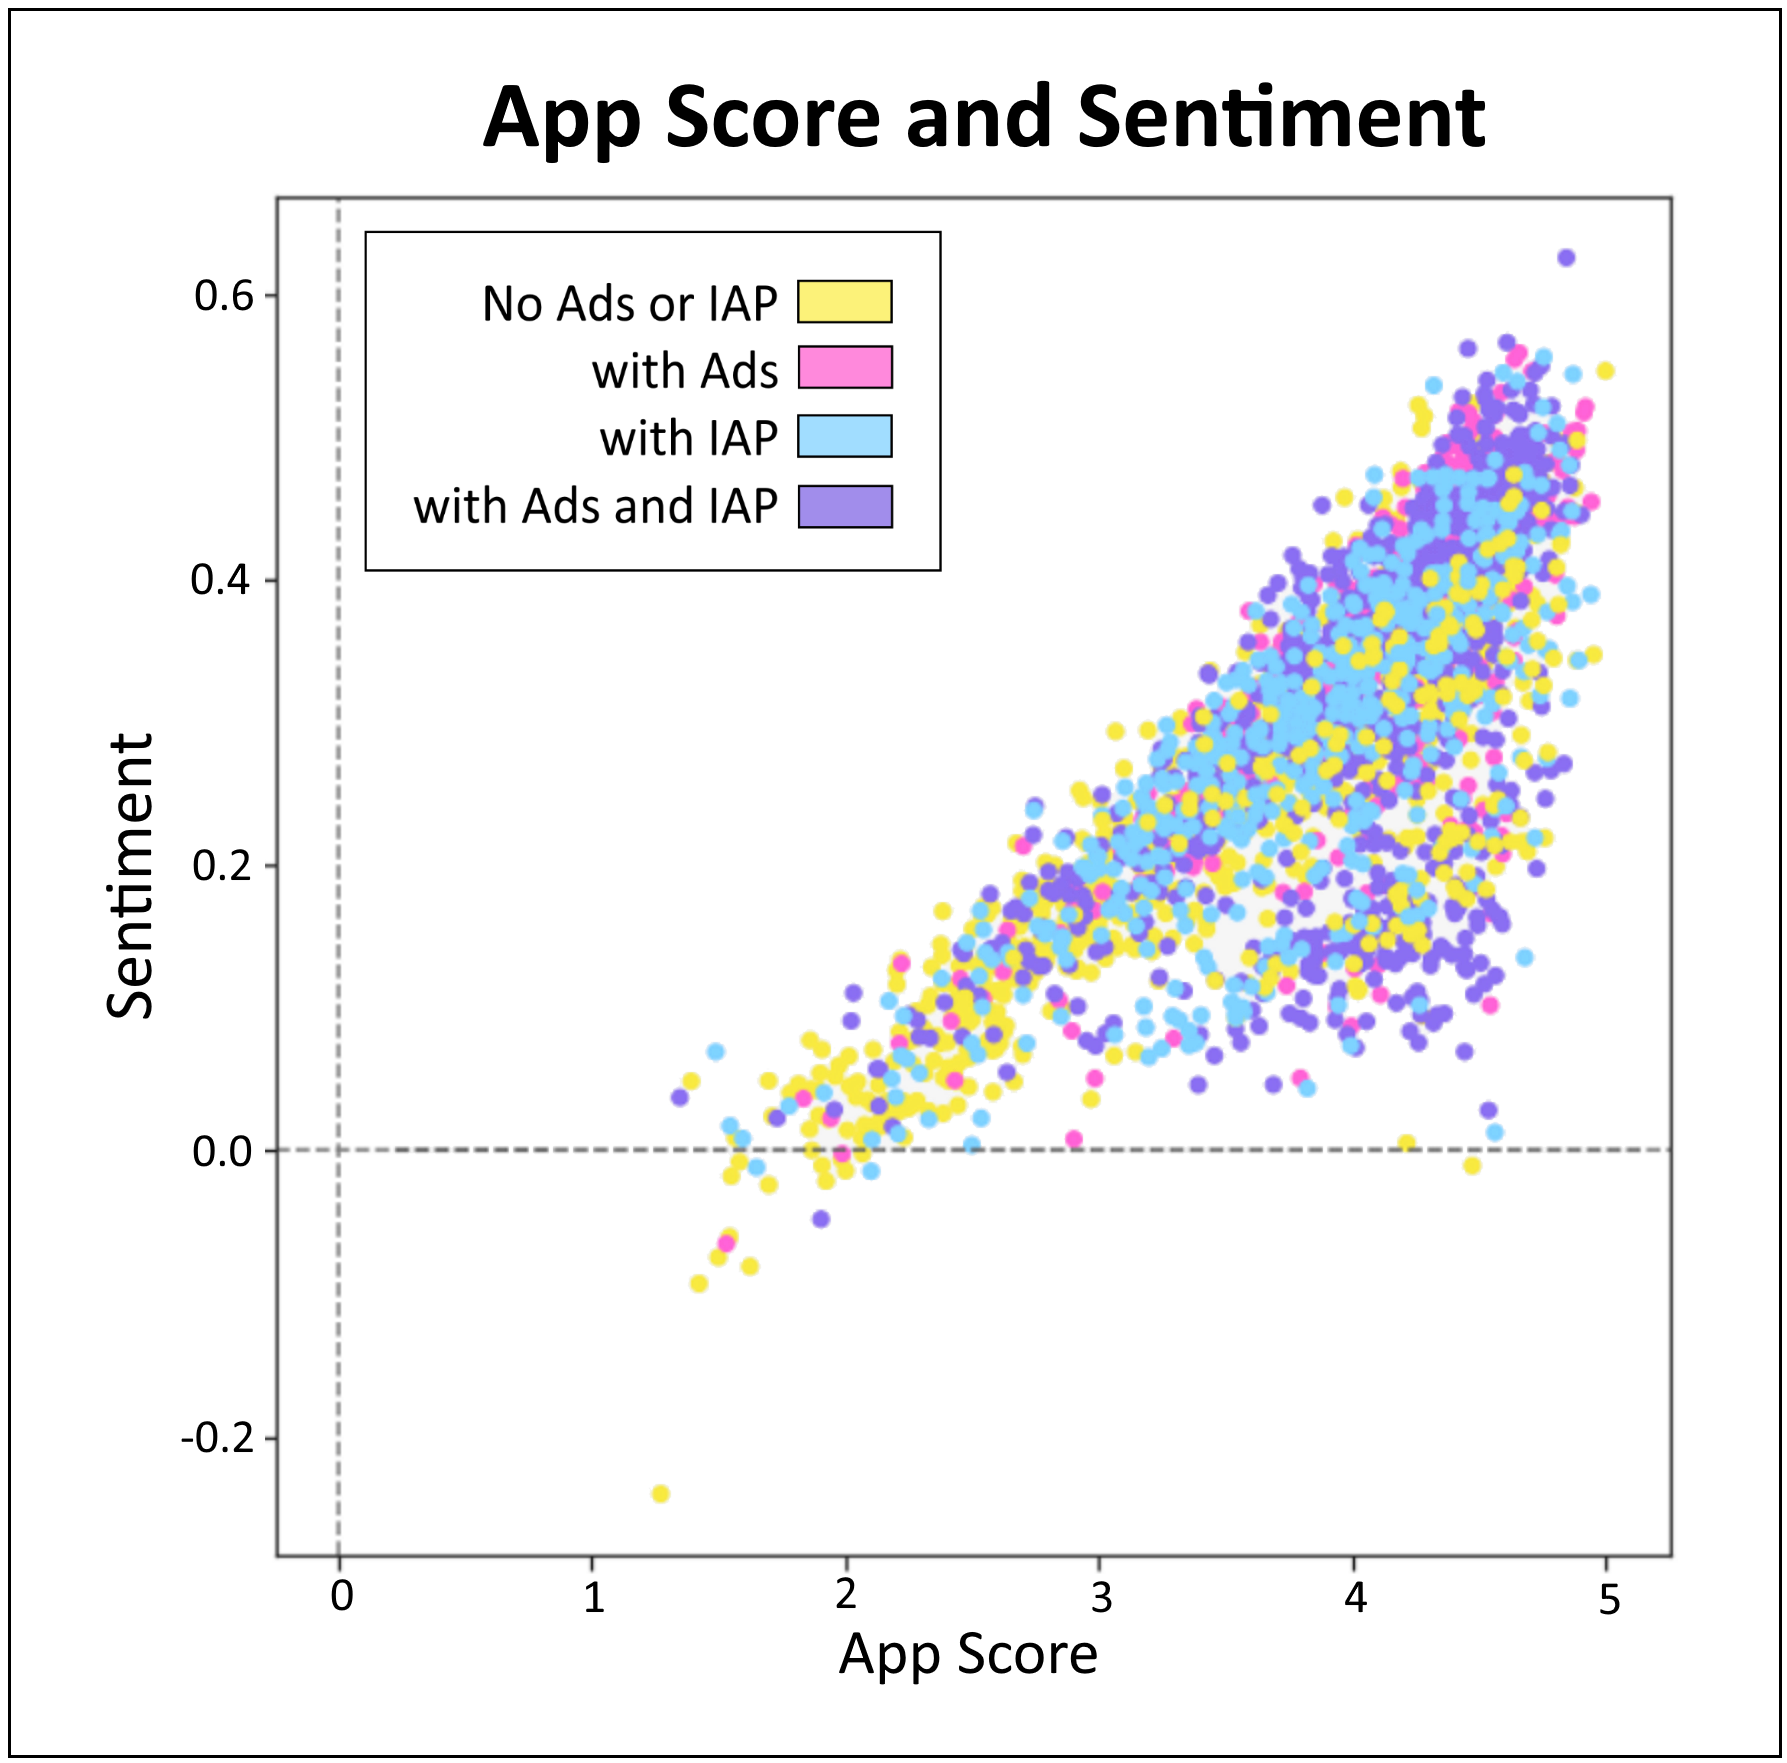 App Score and Sentiment
No Ads or IAP
with Ads
with IAP
with Ads and IAP
Sentiment
0.6
0.4
0.2
0.0
-0.2
0 1 2 3 4 5
App Score